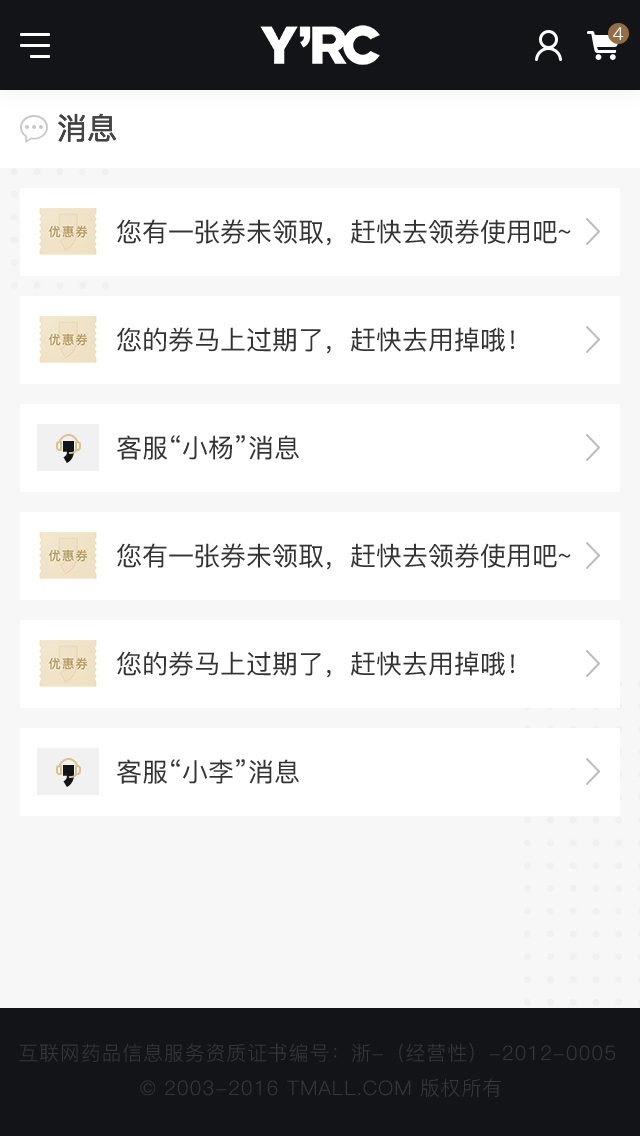 Y'RC
4
消息
优惠券
您有一张券未领取，赶快去领券使用吧~
优惠券
您的券马上过期了，赶快去用掉哦！
客服“小杨”消息
优惠券
您有一张券未领取，赶快去领券使用吧~
优惠券
您的券马上过期了，赶快去用掉哦！
客服“小李”消息
互联网药品信息服务资质证书编号：浙-（经营性）-2012-0005
© 2003-2016 TMALL.COM 版权所有